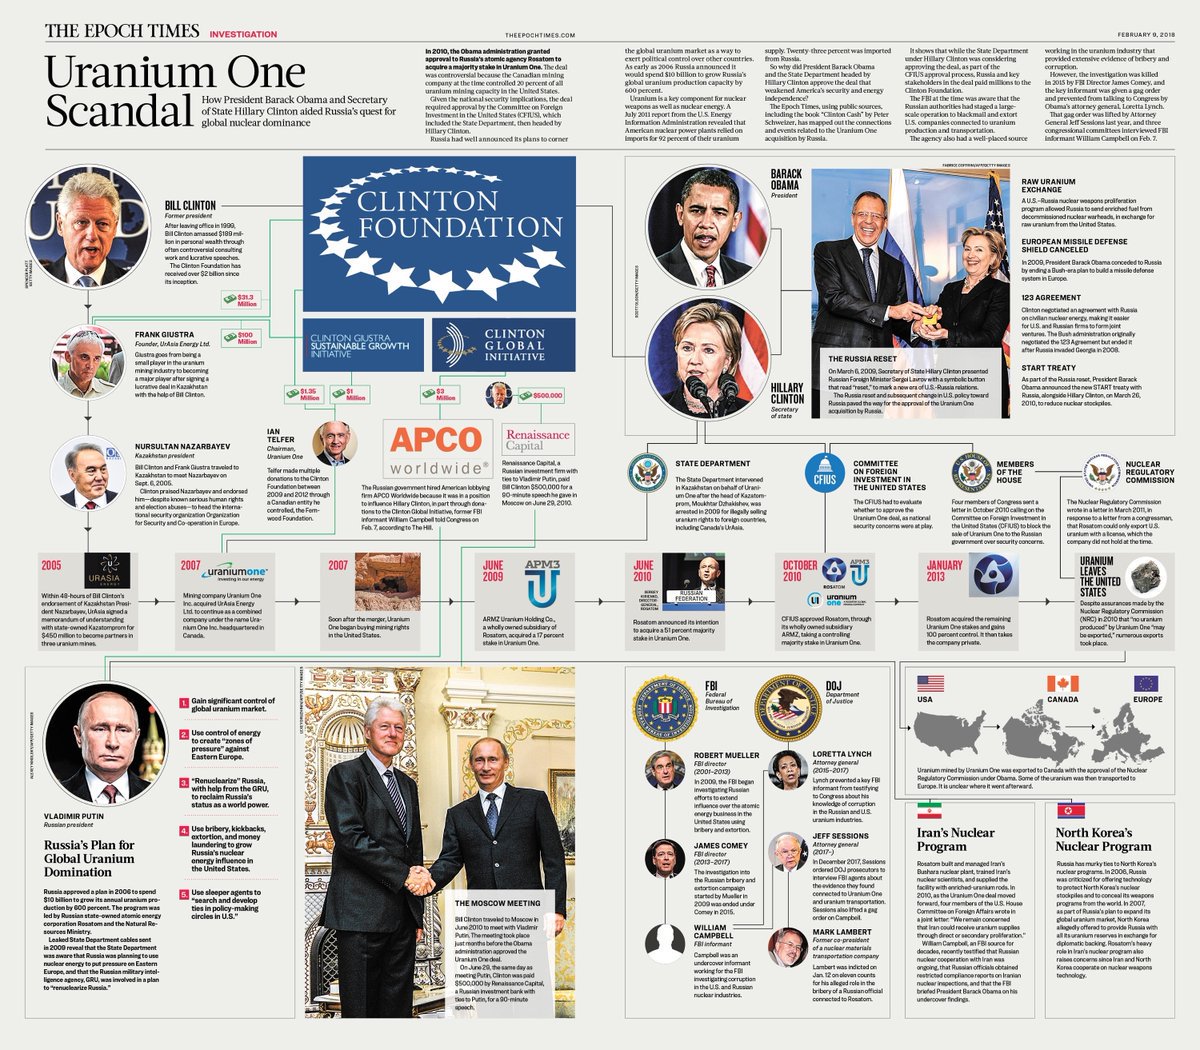 THE EPOCH TIMES INVESTIGATION
THEEPOCHTIMES.COM
FEBRUARY 9, 2018
Uranium One
Scandal
How President Barack Obama and Secretary
of State Hillary Clinton aided Russia's quest for
global nuclear dominance
In 2010, the Obama administration granted
approval to Russia's atomic agency Rosatom to
acquire a majority stake in Uranium One. The deal
was controversial because the Canadian mining
company at the time controlled 20 percent of all
uranium mining capacity in the United States.
Given the national security implications, the deal
required approval by the Committee on Foreign
Investment in the United States (CFIUS), which
included the State Department, then headed by
Hillary Clinton.
Russia had well announced its plans to corner
the global uranium market as a way to
exert political control over other countries.
As early as 2006 Russia announced it
would spend $10 billion to grow Russia's
global uranium production capacity by
600 percent.
Uranium is a key component for nuclear
weapons as well as nuclear energy. A
July 2011 report from the U.S. Energy
Information Administration revealed that
American nuclear power plants relied on
imports for 92 percent of their uranium
supply. Twenty-three percent was imported
from Russia.
So why did President Barack Obama
and the State Department headed by
Hillary Clinton approve the deal that
weakened America's security and energy
independence?
The Epoch Times, using public sources,
including the book "Clinton Cash" by Peter
Schweizer, has mapped out the connections
and events related to the Uranium One
acquisition by Russia.
It shows that while the State Department
under Hillary Clinton was considering
approving the deal, as part of the
CFIUS approval process, Russia and key
stakeholders in the deal paid millions to the
Clinton Foundation.
The FBI at the time was aware that the
Russian authorities had staged a large-
scale operation to blackmail and extort
U.S. companies connected to uranium
production and transportation.
The agency also had a well-placed source
working in the uranium industry that
provided extensive evidence of bribery and
corruption.
However, the investigation was killed
in 2015 by FBI Director James Comey, and
the key informant was given a gag order
and prevented from talking to Congress by
Obama's attorney general, Loretta Lynch.
That gag order was lifted by Attorney
General Jeff Sessions last year, and three
congressional committees interviewed FBI
informant William Campbell on Feb. 7.
BILL CLINTON
Former president
After leaving office in 1999,
Bill Clinton amassed $189 mil-
lion in personal wealth through
often controversial consulting
work and lucrative speeches.
The Clinton Foundation has
received over $2 billion since
its inception.
CLINTON
FOUNDATION
$31.3
Million
$100
Million
FRANK GIUSTRA
Founder, UrAsia Energy Ltd.
Giustra goes from being a
small player in the uranium
mining industry to becoming
a major player after signing a
lucrative deal in Kazakhstan
with the help of Bill Clinton.
CLINTON GIUSTRA
SUSTAINABLE GROWTH
INITIATIVE
CLINTON
GLOBAL
INITIATIVE
$1.35
Million
$1
Million
$3
Million
$500,000
NURSULTAN NAZARBAYEV
Kazakhstan president
Bill Clinton and Frank Giustra traveled to
Kazakhstan to meet Nazarbayev on
Sept. 6, 2005.
Clinton praised Nazarbayev and endorsed
him—despite known serious human rights
and election abuses—to head the interna-
tional security organization Organization
for Security and Co-operation in Europe.
IAN
TELFER
Chairman,
Uranium One
Telfer made multiple
donations to the Clinton
Foundation between
2009 and 2012 through
a Canadian entity he
controlled, the Fern-
wood Foundation.
APCO
worldwide®
The Russian government hired American lobbying
firm APCO Worldwide because it was in a position
to influence Hillary Clinton, in part through dona-
tions to the Clinton Global Initiative, former FBI
informant William Campbell told Congress on
Feb. 7, according to The Hill.
Renaissance
Capital
Renaissance Capital, a
Russian investment firm with
ties to Vladimir Putin, paid
Bill Clinton $500,000 for a
90-minute speech he gave in
Moscow on June 29, 2010.
BARACK
OBAMA
President
HILLARY
CLINTON
Secretary
of state
THE RUSSIA RESET
On March 6, 2009, Secretary of State Hillary Clinton presented
Russian Foreign Minister Sergei Lavrov with a symbolic button
that read "reset," to mark a new era of U.S.-Russia relations.
The Russia reset and subsequent change in U.S. policy toward
Russia paved the way for the approval of the Uranium One
acquisition by Russia.
RAW URANIUM
EXCHANGE
A U.S.–Russia nuclear weapons proliferation
program allowed Russia to send enriched fuel from
decommissioned nuclear warheads, in exchange for
raw uranium from the United States.
EUROPEAN MISSILE DEFENSE
SHIELD CANCELED
In 2009, President Barack Obama conceded to Russia
by ending a Bush-era plan to build a missile defense
system in Europe.
123 AGREEMENT
Clinton negotiated an agreement with Russia
on civilian nuclear energy, making it easier
for U.S. and Russian firms to form joint
ventures. The Bush administration originally
negotiated the 123 Agreement but ended it
after Russia invaded Georgia in 2008.
START TREATY
As part of the Russia reset, President Barack
Obama announced the new START treaty with
Russia, alongside Hillary Clinton, on March 26,
2010, to reduce nuclear stockpiles.
STATE DEPARTMENT
The State Department intervened
in Kazakhstan on behalf of Urani-
um One after the head of Kazatom-
prom, Moukhtar Dzhakishev, was
arrested in 2009 for illegally selling
uranium rights to foreign countries,
including Canada's UrAsia.
CFIUS
COMMITTEE
ON FOREIGN
INVESTMENT IN
THE UNITED STATES
The CFIUS had to evaluate
whether to approve the
Uranium One deal, as national
security concerns were at play.
MEMBERS
OF THE
HOUSE
Four members of Congress sent a
letter in October 2010 calling on the
Committee on Foreign Investment in
the United States (CFIUS) to block the
sale of Uranium One to the Russian
government over security concerns.
NUCLEAR
REGULATORY
COMMISSION
The Nuclear Regulatory Commission
wrote in a letter in March 2011, in
response to a letter from a congressman,
that Rosatom could only export U.S.
uranium with a license, which the
company did not hold at the time.
2005
URASIA
ENERGY
Within 48-hours of Bill Clinton's
endorsement of Kazakhstan Presi-
dent Nazarbayev, UrAsia signed a
memorandum of understanding
with state-owned Kazatomprom for
$450 million to become partners in
three uranium mines.
2007
uraniumone™
investing in our energy
Mining company Uranium One
Inc. acquired UrAsia Energy
Ltd. to continue as a combined
company under the name Ura-
nium One Inc. headquartered in
Canada.
2007
Soon after the merger, Uranium
One began buying mining rights
in the United States.
JUNE
2009
АРМЗ
ARMZ Uranium Holding Co.,
a wholly owned subsidiary of
Rosatom, acquired a 17 percent
stake in Uranium One.
JUNE
2010
SERGEY
KIRIENKO,
DIRECTOR-
GENERAL,
ROSATOM
RUSSIAN
FEDERATION
Rosatom announced its intention
to acquire a 51 percent majority
stake in Uranium One.
OCTOBER
2010
ROSATOM
АРМЗ
uranium
one
CFIUS approved Rosatom, through
its wholly owned subsidiary
ARMZ, taking a controlling
majority stake in Uranium One.
JANUARY
2013
Rosatom acquired the remaining
Uranium One stakes and gains
100 percent control. It then takes
the company private.
URANIUM
LEAVES
THE UNITED
STATES
Despite assurances made by the
Nuclear Regulatory Commission
(NRC) in 2010 that "no uranium
produced" by Uranium One "may
be exported," numerous exports
took place.
VLADIMIR PUTIN
Russian president
Russia's Plan for
Global Uranium
Domination
Russia approved a plan in 2006 to spend
$10 billion to grow its annual uranium pro-
duction by 600 percent. The program was
led by Russian state-owned atomic energy
corporation Rosatom and the Natural Re-
sources Ministry.
Leaked State Department cables sent
in 2009 reveal that the State Department
was aware that Russia was planning to use
nuclear energy to put pressure on Eastern
Europe, and that the Russian military intel-
ligence agency, GRU, was involved in a plan
to "renuclearize Russia."
1. Gain significant control of
global uranium market.
2. Use control of energy
to create "zones of
pressure" against
Eastern Europe.
3. "Renuclearize" Russia,
with help from the GRU,
to reclaim Russia's
status as a world power.
4. Use bribery, kickbacks,
extortion, and money
laundering to grow
Russia's nuclear
energy influence in
the United States.
5. Use sleeper agents to
"search and develop
ties in policy-making
circles in U.S."
THE MOSCOW MEETING
Bill Clinton traveled to Moscow in
June 2010 to meet with Vladimir
Putin. The meeting took place
just months before the Obama
administration approved the
Uranium One deal.
On June 29, the same day as
meeting Putin, Clinton was paid
$500,000 by Renaissance Capital,
a Russian investment bank with
ties to Putin, for a 90-minute
speech.
FBI
Federal
Bureau of
Investigation
DOJ
Department
of Justice
ROBERT MUELLER
FBI director
(2001–2013)
In 2009, the FBI began
investigating Russian
efforts to extend
influence over the atomic
energy business in the
United States using
bribery and extortion.
JAMES COMEY
FBI director
(2013–2017)
The investigation into
the Russian bribery and
extortion campaign
started by Mueller in
2009 was ended under
Comey in 2015.
WILLIAM
CAMPBELL
FBI informant
Campbell was an
undercover informant
working for the FBI
investigating corruption
in the U.S. and Russian
nuclear industries.
LORETTA LYNCH
Attorney general
(2015–2017)
Lynch prevented a key FBI
informant from testifying
to Congress about his
knowledge of corruption
in the Russian and U.S.
uranium industries.
JEFF SESSIONS
Attorney general
(2017–)
In December 2017, Sessions
ordered DOJ prosecutors to
interview FBI agents about
the evidence they found
connected to Uranium One
and uranium transportation.
Sessions also lifted a gag
order on Campbell.
MARK LAMBERT
Former co-president
of a nuclear materials
transportation company
Lambert was indicted on
Jan. 12 on eleven counts
for his alleged role in the
bribery of a Russian official
connected to Rosatom.
USA
CANADA
EUROPE
Uranium mined by Uranium One was exported to Canada with the approval of the Nuclear
Regulatory Commission under Obama. Some of the uranium was then transported to
Europe. It is unclear where it went afterward.
Iran's Nuclear
Program
Rosatom built and managed Iran's
Bushara nuclear plant, trained Iran's
nuclear scientists, and supplied the
facility with enriched-uranium rods. In
2010, as the Uranium One deal moved
forward, four members of the U.S. House
Committee on Foreign Affairs wrote in
a joint letter: "We remain concerned
that Iran could receive uranium supplies
through direct or secondary proliferation."
William Campbell, an FBI source for
decades, recently testified that Russian
nuclear cooperation with Iran was
ongoing, that Russian officials obtained
restricted compliance reports on Iranian
nuclear inspections, and that the FBI
briefed President Barack Obama on his
undercover findings.
North Korea's
Nuclear Program
Russia has murky ties to North Korea's
nuclear programs. In 2006, Russia
was criticized for offering technology
to protect North Korea's nuclear
stockpiles and to conceal its weapons
programs from the world. In 2007,
as part of Russia's plan to expand its
global uranium market, North Korea
allegedly offered to provide Russia with
all its uranium reserves in exchange for
diplomatic backing. Rosatom's heavy
role in Iran's nuclear program also
raises concerns since Iran and North
Korea cooperate on nuclear weapons
technology.